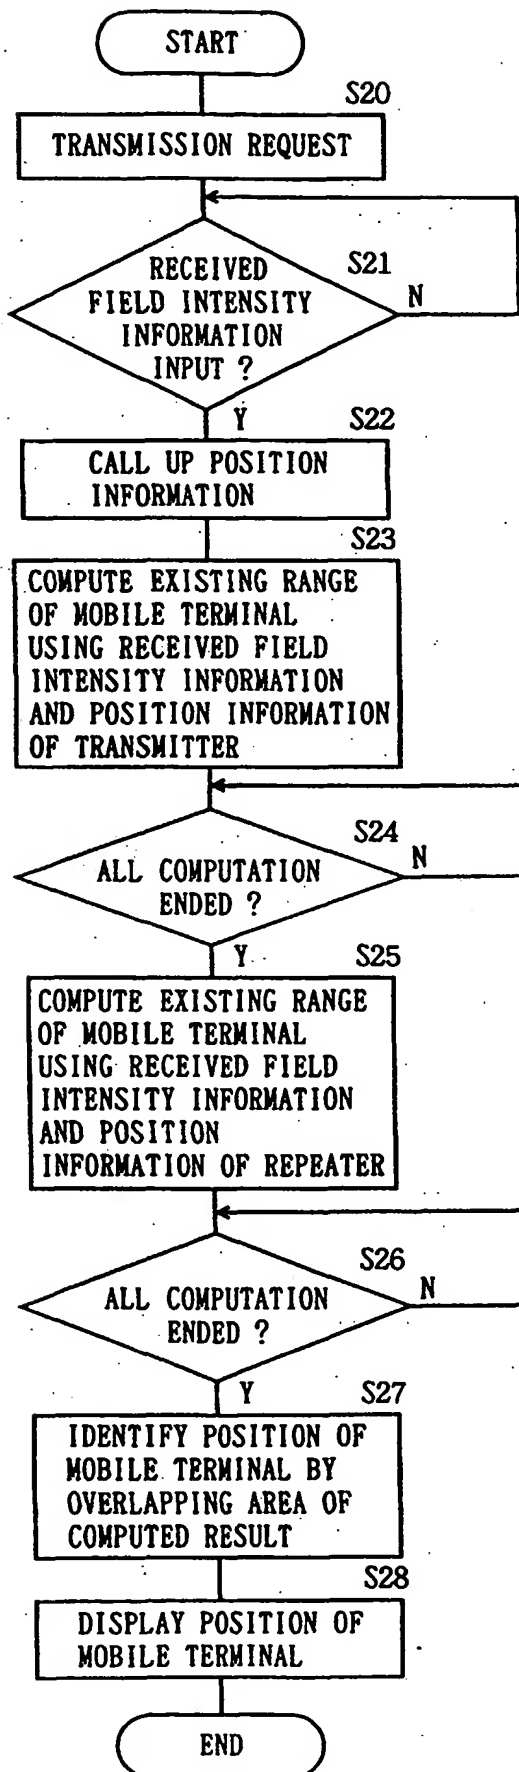 START
S20
TRANSMISSION REQUEST
S21
RECEIVED
FIELD INTENSITY
INFORMATION
INPUT ?
N
Y
S22
CALL UP POSITION
INFORMATION
S23
COMPUTE EXISTING RANGE
OF MOBILE TERMINAL
USING RECEIVED FIELD
INTENSITY INFORMATION
AND POSITION INFORMATION
OF TRANSMITTER
S24
ALL COMPUTATION
ENDED ?
N
Y
S25
COMPUTE EXISTING RANGE
OF MOBILE TERMINAL
USING RECEIVED FIELD
INTENSITY INFORMATION
AND POSITION
INFORMATION OF REPEATER
S26
ALL COMPUTATION
ENDED ?
N
Y
S27
IDENTIFY POSITION OF
MOBILE TERMINAL BY
OVERLAPPING AREA OF
COMPUTED RESULT
S28
DISPLAY POSITION OF
MOBILE TERMINAL
END